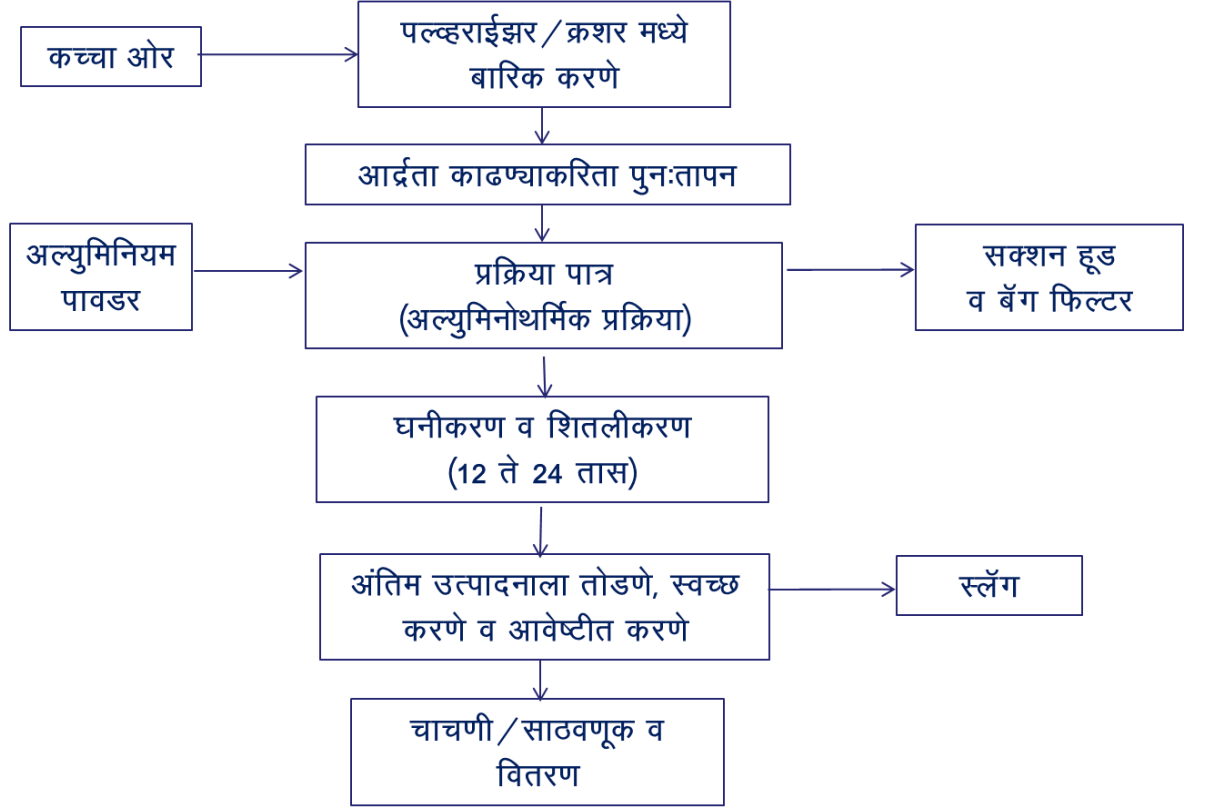 कच्चा ओर
पल्व्हराईझर/क्रशर मध्ये
बारिक करणे
आर्द्रता काढण्याकरिता पुनःतापन
अल्युमिनियम
पावडर
प्रक्रिया पात्र
(अल्युमिनोथर्मिक प्रक्रिया)
सक्शन हूड
व बॅग फिल्टर
घनीकरण व शितलीकरण
(12 ते 24 तास)
अंतिम उत्पादनाला तोडणे, स्वच्छ
करणे व आवेष्टीत करणे
स्लॅग
चाचणी/साठवणूक व
वितरण